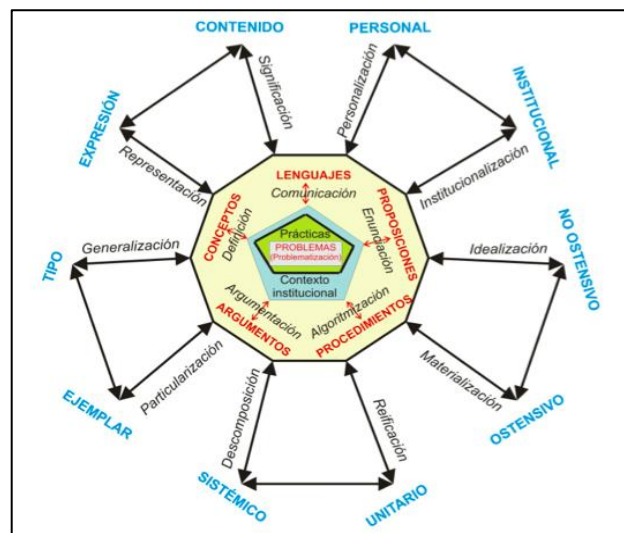 CONTENIDO
PERSONAL
EXPRESIÓN
Significación
Personalización
INSTITUCIONAL
Representación
Institucionalización
LENGUAJES
Comunicación
CONCEPTOS
Definición
PROPOSICIONES
Enunciación
Prácticas
PROBLEMAS
(Problematización)
Contexto
institucional
Generalización
Idealización
NO OSTENSIVO
TIPO
Argumentación
ARGUMENTOS
Algoritmización
PROCEDIMIENTOS
Particularización
Materialización
EJEMPLAR
OSTENSIVO
Descomposición
Reificación
SISTÉMICO
UNITARIO